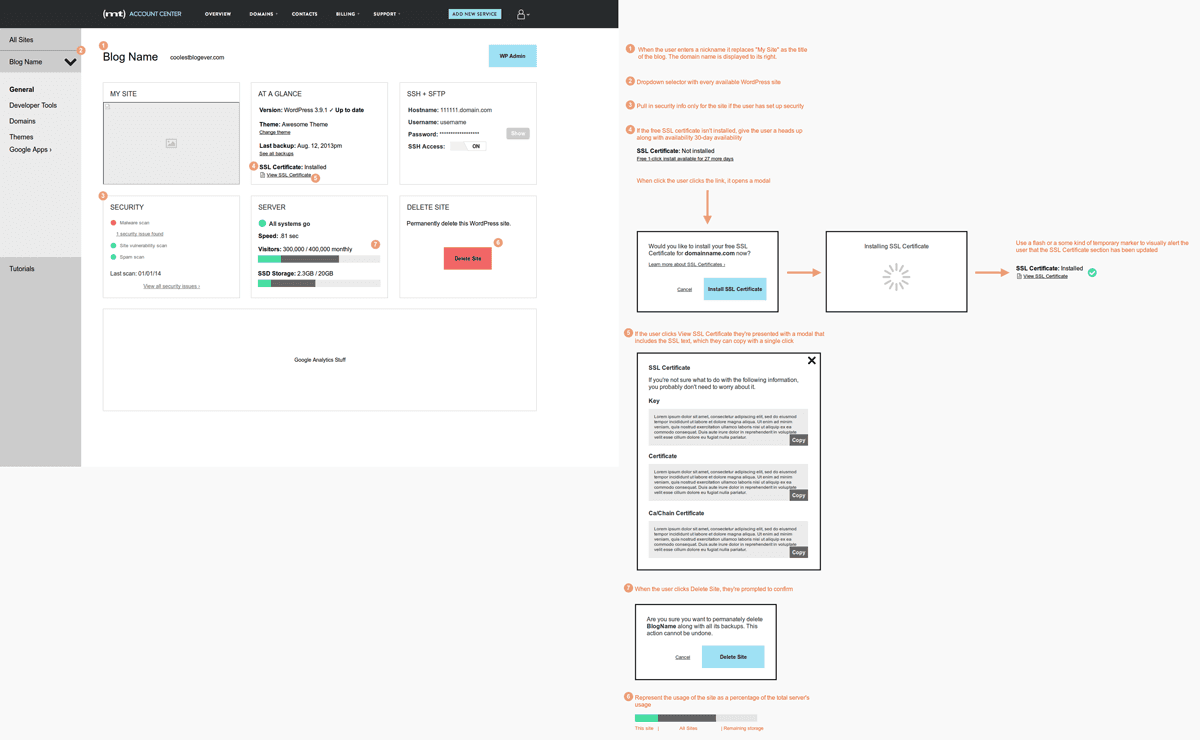 (mt) ACCOUNT CENTER
OVERVIEW
DOMAINS
CONTACTS
BILLING
SUPPORT
ADD NEW SERVICE
All Sites
Blog Name
2
General
Developer Tools
Domains
Themes
Google Apps ›
Tutorials
1
Blog Name
coolestblogever.com
WP Admin
MY SITE
AT A GLANCE
Version: WordPress 3.9.1 ✓ Up to date
Theme: Awesome Theme
Change theme
Last backup: Aug. 12, 2013pm
See all backups
4
SSL Certificate: Installed
View SSL Certificate
5
SSH + SFTP
Hostname: 111111.domain.com
Username: username
Password: ******************
Show
SSH Access:
ON
3
SECURITY
Malware scan
1 security issue found
Site vulnerability scan
Spam scan
Last scan: 01/01/14
View all security issues ›
SERVER
All systems go
Speed: .81 sec
7
Visitors: 300,000 / 400,000 monthly
SSD Storage: 2.3GB / 20GB
DELETE SITE
Permanently delete this WordPress site.
6
Delete Site
Google Analytics Stuff
1 When the user enters a nickname it replaces "My Site" as the title
of the blog. The domain name is displayed to its right.
2 Dropdown selector with every available WordPress site
3 Pull in security info only for the site if the user has set up security
4 If the free SSL certificate isn't installed, give the user a heads up
along with availability 30-day availability
SSL Certificate: Not installed
Free 1-click install available for 27 more days
When click the user clicks the link, it opens a modal
Would you like to install your free SSL
Certificate for domainname.com now?
Learn more about SSL Certificates ›
Cancel
Install SSL Certificate
Installing SSL Certificate
Use a flash or a some kind of temporary marker to visually alert the
user that the SSL Certificate section has been updated
SSL Certificate: Installed
View SSL Certificate
5 If the user clicks View SSL Certificate they're presented with a modal that
includes the SSL text, which they can copy with a single click
SSL Certificate
If you're not sure what to do with the following information,
you probably don't need to worry about it.
Key
Lorem ipsum dolor sit amet, consectetur adipiscing elit, sed do eiusmod
tempor incididunt ut labore et dolore magna aliqua. Ut enim ad minim
veniam, quis nostrud exercitation ullamco laboris nisi ut aliquip ex ea
commodo consequat. Duis aute irure dolor in reprehenderit in voluptate
velit esse cillum dolore eu fugiat nulla pariatur.
Copy
Certificate
Lorem ipsum dolor sit amet, consectetur adipiscing elit, sed do eiusmod
tempor incididunt ut labore et dolore magna aliqua. Ut enim ad minim
veniam, quis nostrud exercitation ullamco laboris nisi ut aliquip ex ea
commodo consequat. Duis aute irure dolor in reprehenderit in voluptate
velit esse cillum dolore eu fugiat nulla pariatur.
Copy
Ca/Chain Certificate
Lorem ipsum dolor sit amet, consectetur adipiscing elit, sed do eiusmod
tempor incididunt ut labore et dolore magna aliqua. Ut enim ad minim
veniam, quis nostrud exercitation ullamco laboris nisi ut aliquip ex ea
commodo consequat. Duis aute irure dolor in reprehenderit in voluptate
velit esse cillum dolore eu fugiat nulla pariatur.
Copy
7 When the user clicks Delete Site, they're prompted to confirm
Are you sure you want to permanately delete
BlogName along with all its backups. This
action cannot be undone.
Cancel
Delete Site
6 Represent the usage of the site as a percentage of the total server's
usage
This site | All Sites | Remaining storage